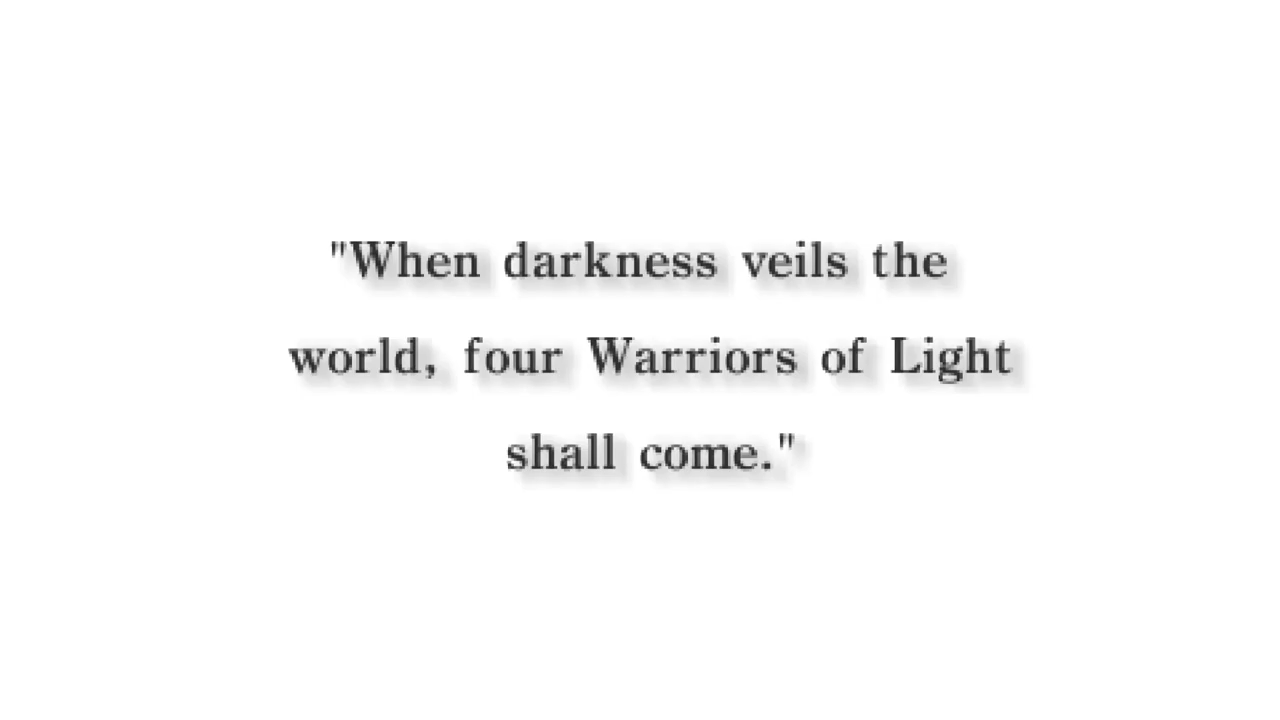 "When darkness veils the
world, four Warriors of Light
shall come."